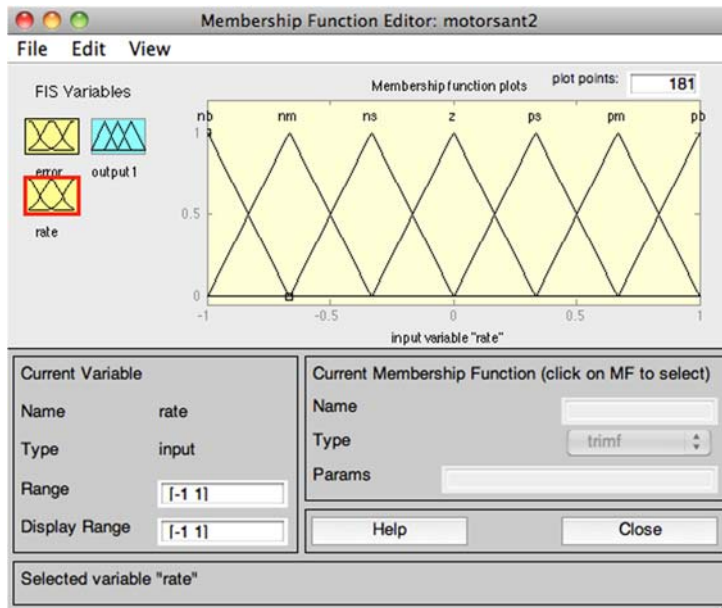 Membership Function Editor: motorsant2
File Edit View
FIS Variables
error output1
rate
Membership function plots plot points: 181
nb nm ns z ps pm pb
1
0.5
0
-1 -0.5 0 0.5 1
input variable "rate"
Current Variable
Name rate
Type input
Range [-1 1]
Display Range [-1 1]
Current Membership Function (click on MF to select)
Name
Type trimf
Params
Help Close
Selected variable "rate"